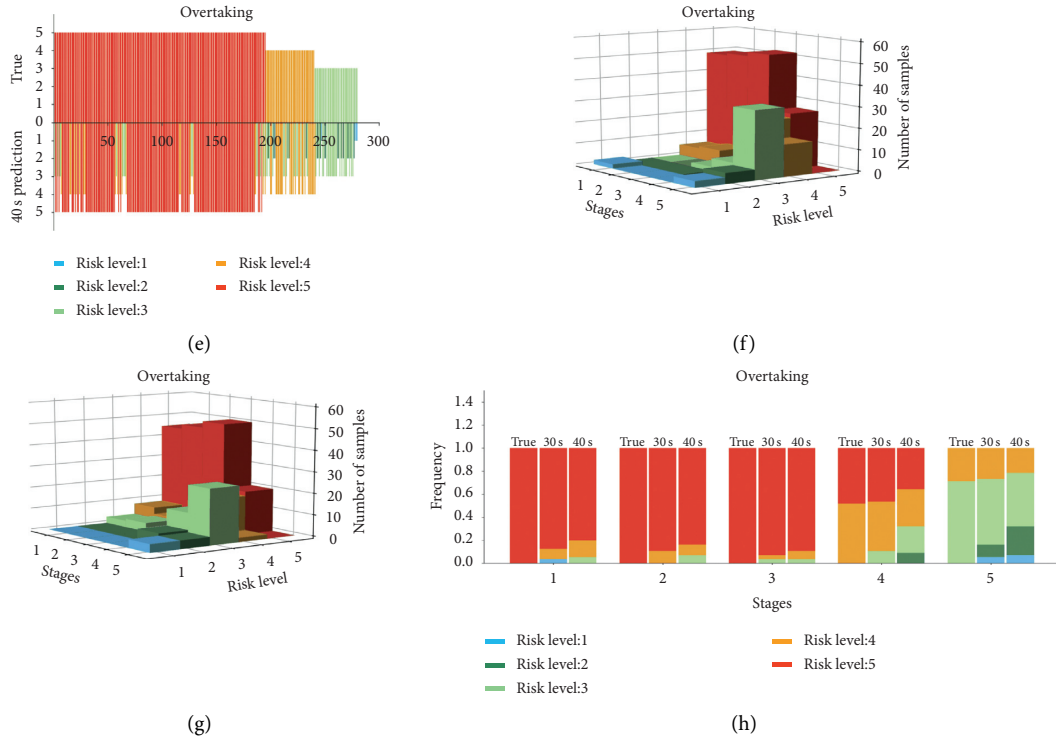 Overtaking
5
4
3
2
1
0
1
2
3
4
5
True
40 s prediction
50
100
150
200
250
300
Risk level:1
Risk level:2
Risk level:3
Risk level:4
Risk level:5
(e)
Overtaking
60
50
40
30
20
10
0
Number of samples
1
2
3
4
5
Stages
1
2
3
4
5
Risk level
(f)
Overtaking
60
50
40
30
20
10
0
Number of samples
1
2
3
4
5
Stages
1
2
3
4
5
Risk level
(g)
Overtaking
1.4
1.2
1.0
0.8
0.6
0.4
0.2
0.0
Frequency
True 30 s 40 s
True 30 s 40 s
True 30 s 40 s
True 30 s 40 s
True 30 s 40 s
1
2
3
4
5
Stages
Risk level:1
Risk level:2
Risk level:3
Risk level:4
Risk level:5
(h)